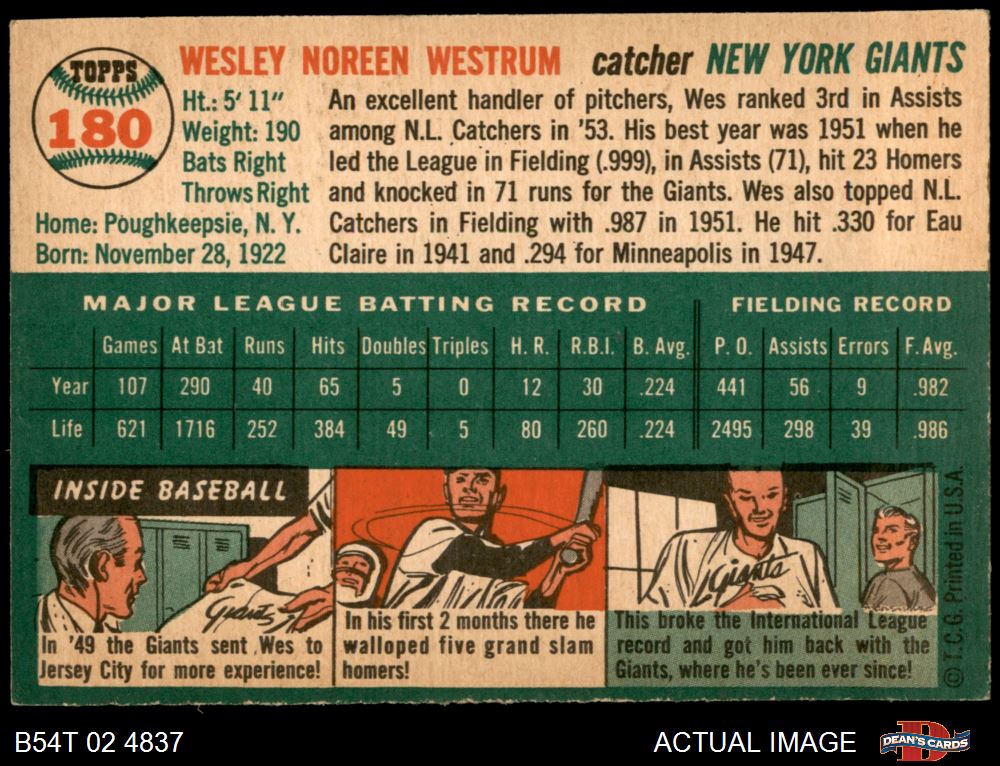 TOPPS
180
WESLEY NOREEN WESTRUM catcher NEW YORK GIANTS
Ht.: 5' 11"
Weight: 190
Bats Right
Throws Right
Home: Poughkeepsie, N. Y.
Born: November 28, 1922
An excellent handler of pitchers, Wes ranked 3rd in Assists
among N.L. Catchers in '53. His best year was 1951 when he
led the League in Fielding (.999), in Assists (71), hit 23 Homers
and knocked in 71 runs for the Giants. Wes also topped N.L.
Catchers in Fielding with .987 in 1951. He hit .330 for Eau
Claire in 1941 and .294 for Minneapolis in 1947.
MAJOR LEAGUE BATTING RECORD FIELDING RECORD
Games At Bat Runs Hits Doubles Triples H. R. R.B.I. B. Avg. P. O. Assists Errors F. Avg.
Year 107 290 40 65 5 0 12 30 .224 441 56 9 .982
Life 621 1716 252 384 49 5 80 260 .224 2495 298 39 .986
INSIDE BASEBALL
Giants
In '49 the Giants sent Wes to
Jersey City for more experience!
In his first 2 months there he
walloped five grand slam
homers!
Giants
This broke the International League
record and got him back with the
Giants, where he's been ever since!
© T.C.G. Printed in U.S.A.
B54T 02 4837
ACTUAL IMAGE
D
DEAN'S CARDS